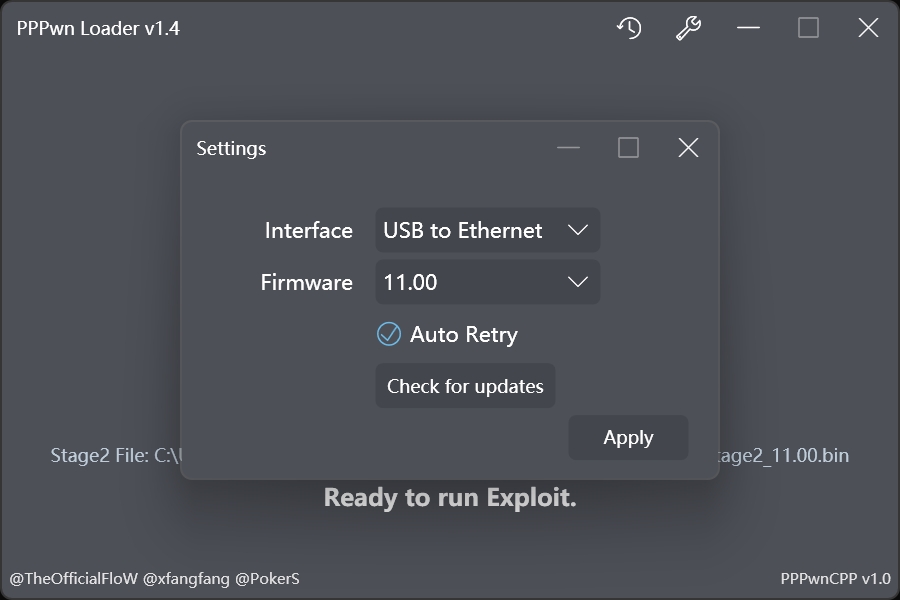 PPPwn Loader v1.4
Settings
Interface USB to Ethernet
Firmware 11.00
Auto Retry
Check for updates
Apply
Stage2 File: C:\ tage2_11.00.bin
Ready to run Exploit.
@TheOfficialFloW @xfangfang @PokerS PPPwnCPP v1.0